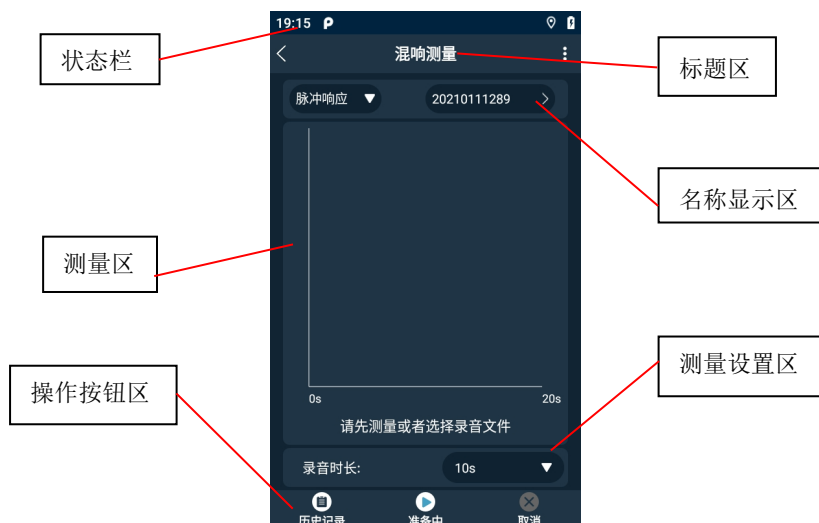 19:15
状态栏
混响测量
标题区
脉冲响应
20210111289
名称显示区
测量区
0s
20s
请先测量或者选择录音文件
测量设置区
操作按钮区
录音时长:
10s
历史记录
准备中
取消